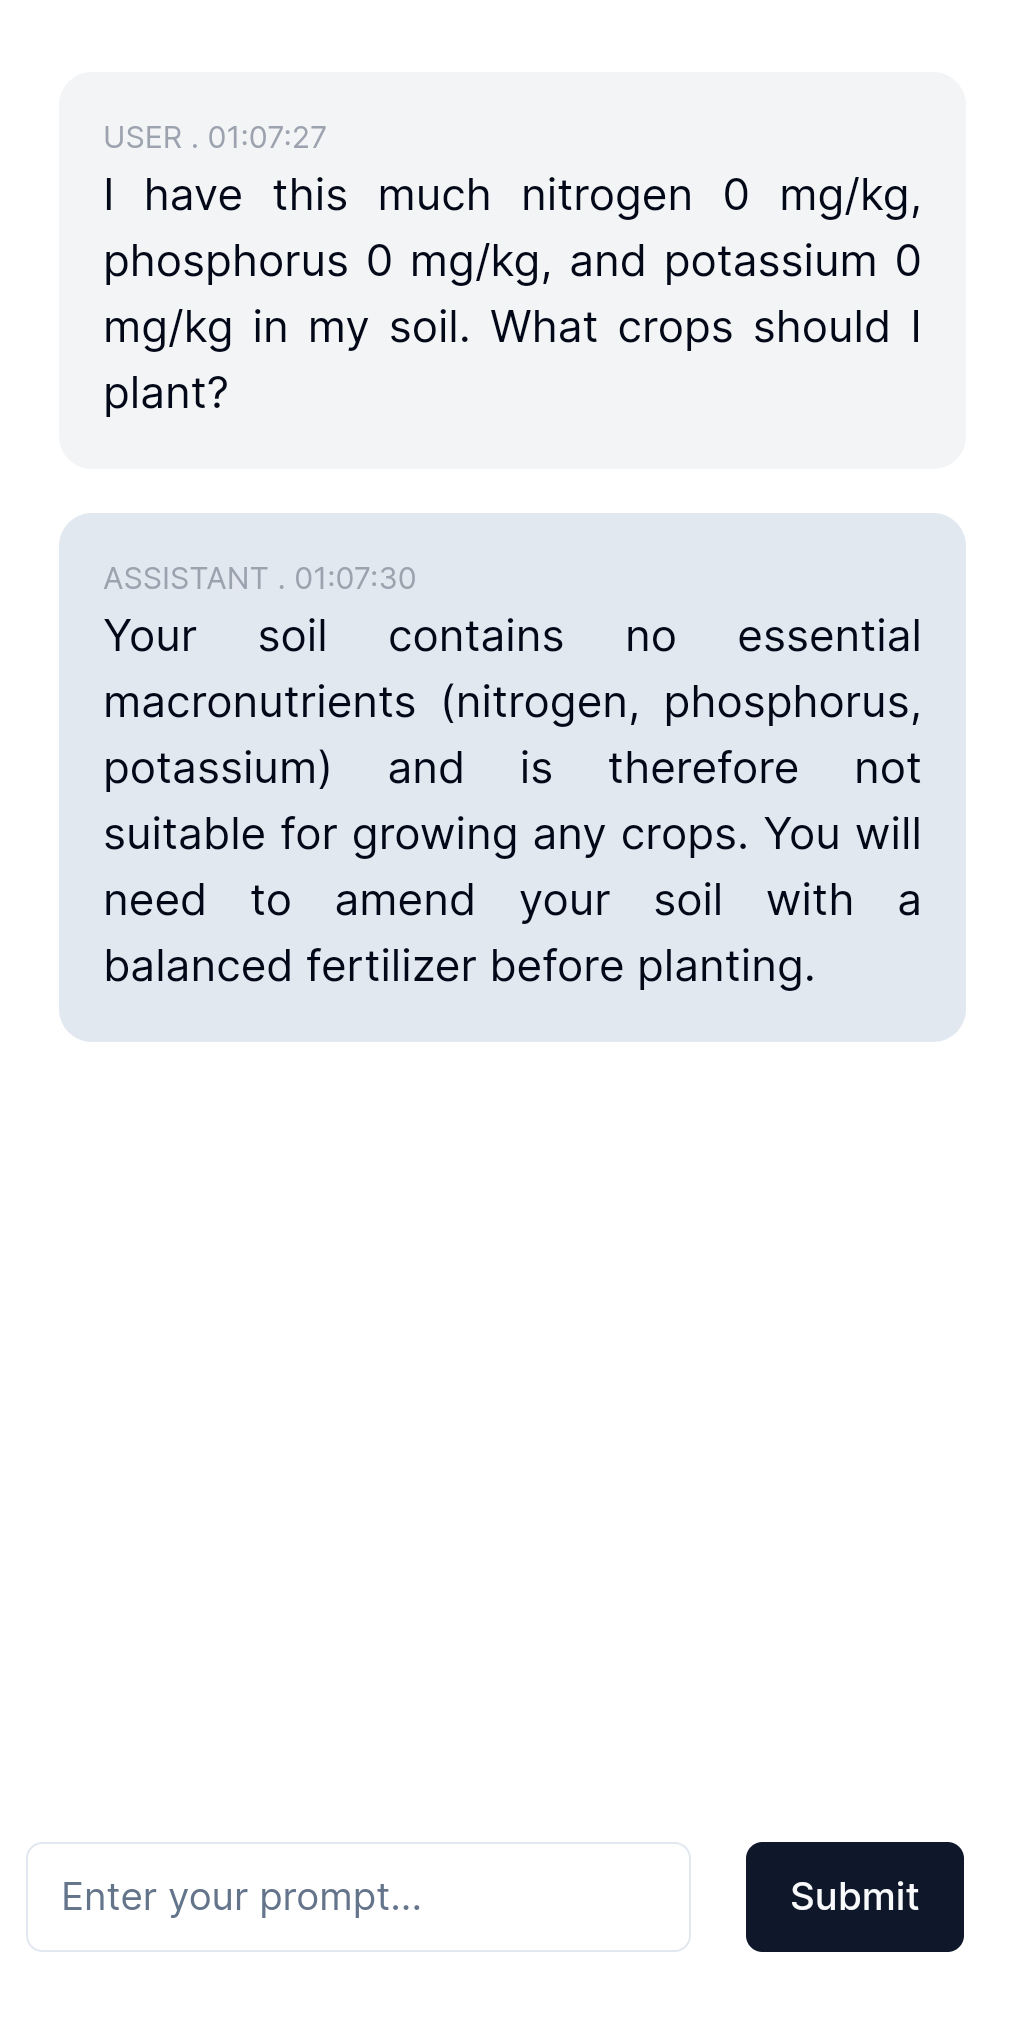 USER . 01:07:27
I have this much nitrogen 0 mg/kg,
phosphorus 0 mg/kg, and potassium 0
mg/kg in my soil. What crops should I
plant?
ASSISTANT . 01:07:30
Your soil contains no essential
macronutrients (nitrogen, phosphorus,
potassium) and is therefore not
suitable for growing any crops. You will
need to amend your soil with a
balanced fertilizer before planting.
Enter your prompt...
Submit